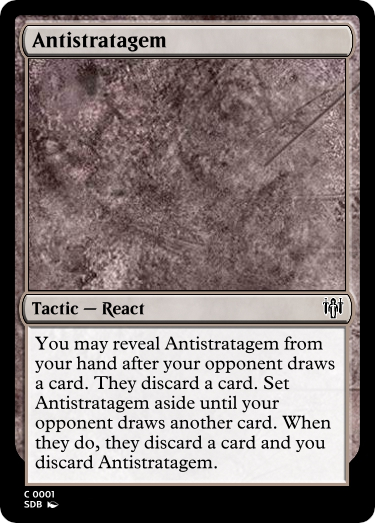 Antistratagem
Tactic — React
You may reveal Antistratagem from
your hand after your opponent draws
a card. They discard a card. Set
Antistratagem aside until your
opponent draws another card. When
they do, they discard a card and you
discard Antistratagem.
C 0001
SDB